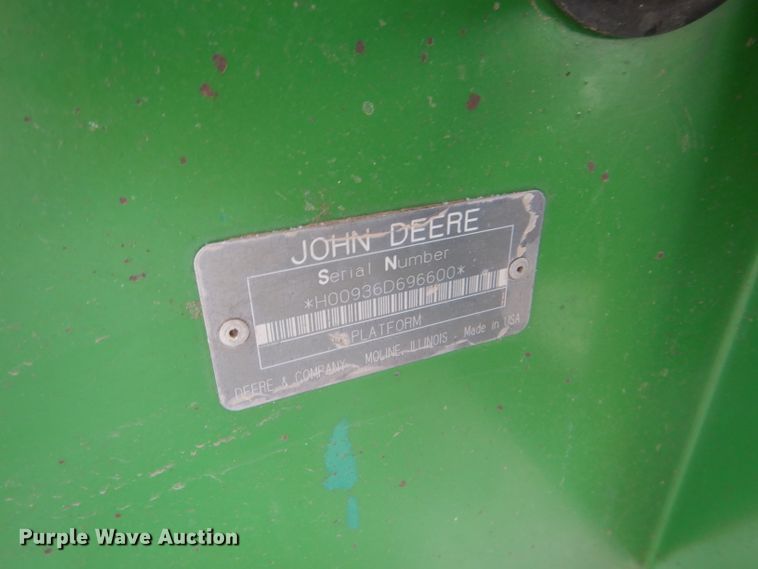 JOHN DEERE
Serial Number
*H00936D696600*
PLATFORM
DEERE & COMPANY MOLINE, ILLINOIS Made in USA
Purple Wave Auction